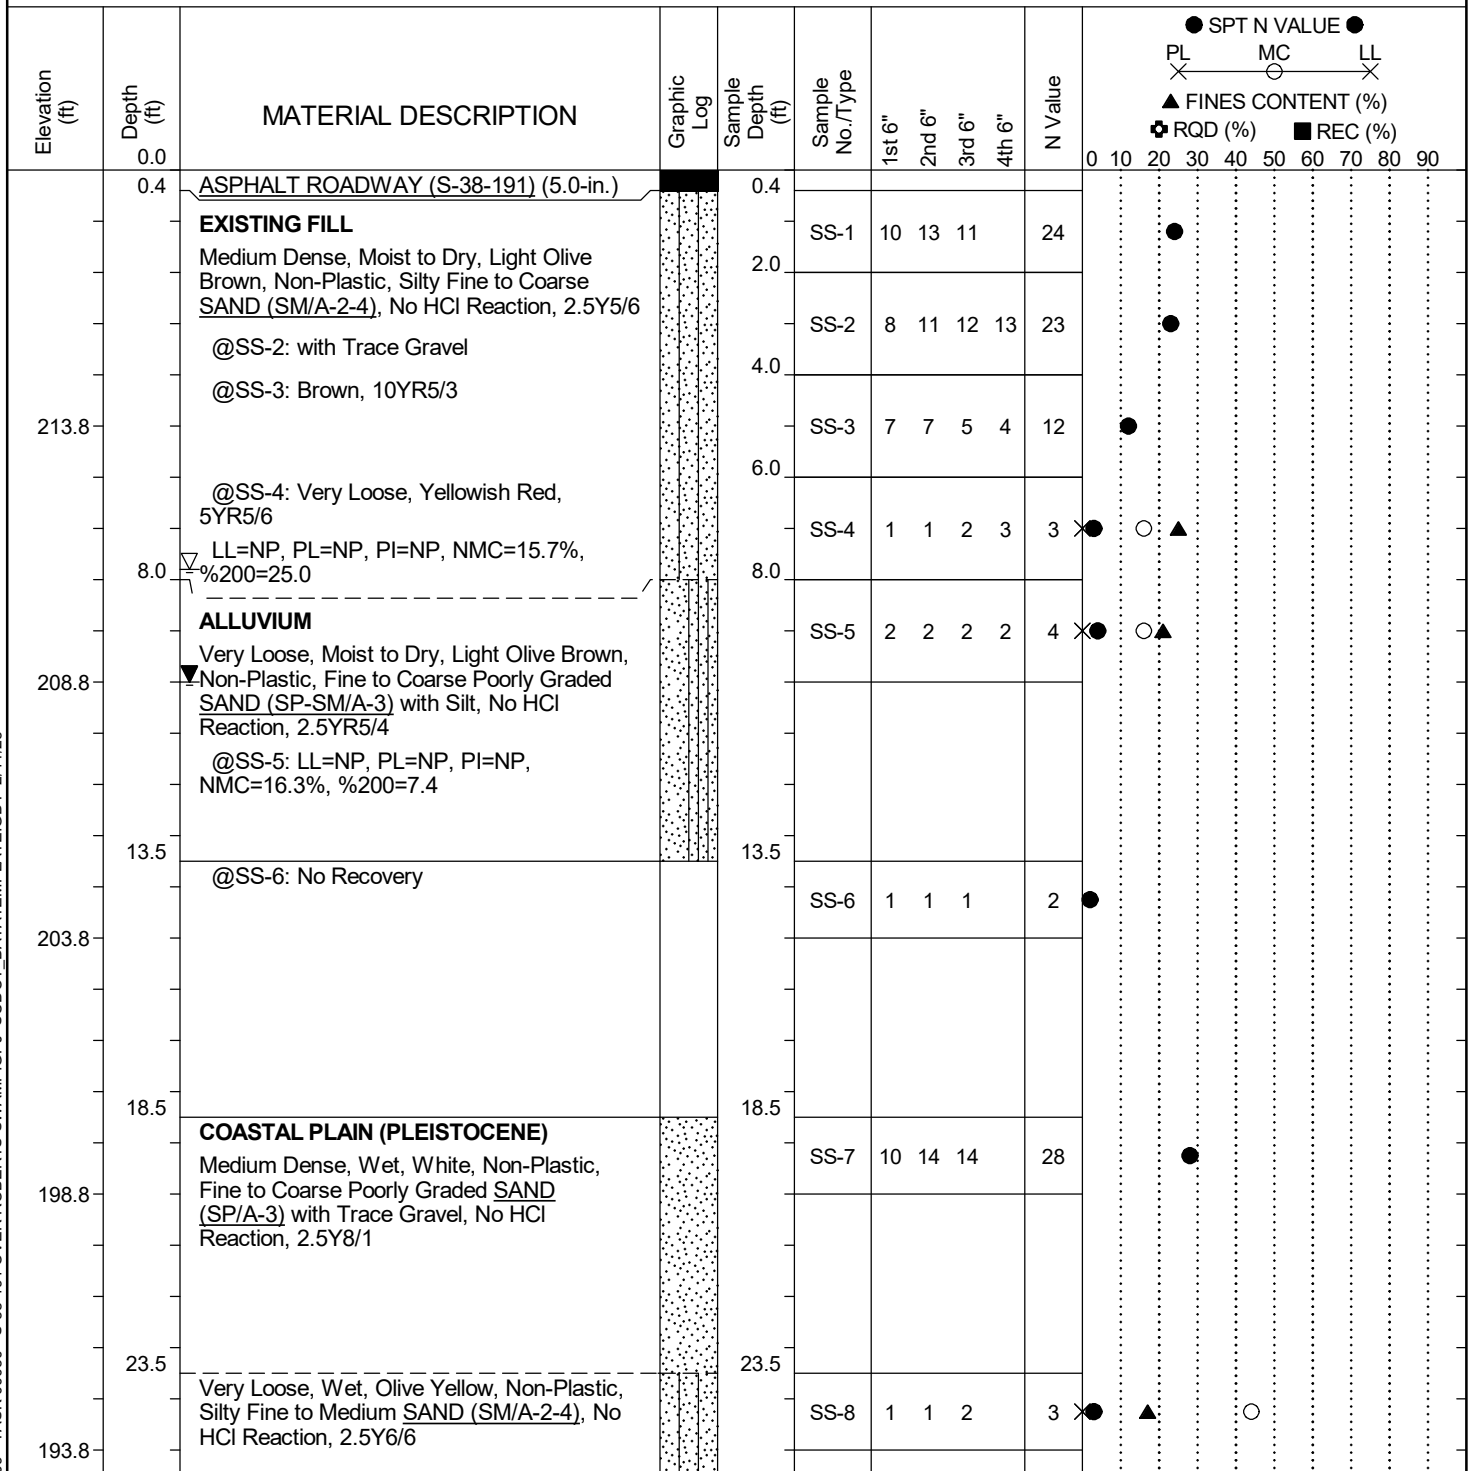 Elevation (ft)
Depth (ft)
0.0
MATERIAL DESCRIPTION
Graphic Log
Sample Depth (ft)
Sample No./Type
1st 6"
2nd 6"
3rd 6"
4th 6"
N Value
● SPT N VALUE ●
PL MC LL
▲ FINES CONTENT (%)
RQD (%) ■ REC (%)
0 10 20 30 40 50 60 70 80 90
0.4 ASPHALT ROADWAY (S-38-191) (5.0-in.) 0.4
EXISTING FILL
SS-1 10 13 11 24
Medium Dense, Moist to Dry, Light Olive
2.0
Brown, Non-Plastic, Silty Fine to Coarse
SAND (SM/A-2-4), No HCl Reaction, 2.5Y5/6
SS-2 8 11 12 13 23
@SS-2: with Trace Gravel
4.0
@SS-3: Brown, 10YR5/3
213.8 SS-3 7 7 5 4 12
6.0
@SS-4: Very Loose, Yellowish Red,
5YR5/6
SS-4 1 1 2 3 3
LL=NP, PL=NP, PI=NP, NMC=15.7%,
8.0 %200=25.0 8.0
ALLUVIUM
SS-5 2 2 2 2 4
Very Loose, Moist to Dry, Light Olive Brown,
208.8 Non-Plastic, Fine to Coarse Poorly Graded
SAND (SP-SM/A-3) with Silt, No HCl
Reaction, 2.5YR5/4
@SS-5: LL=NP, PL=NP, PI=NP,
NMC=16.3%, %200=7.4
13.5 13.5
@SS-6: No Recovery
SS-6 1 1 1 2
203.8
18.5 18.5
COASTAL PLAIN (PLEISTOCENE)
SS-7 10 14 14 28
Medium Dense, Wet, White, Non-Plastic,
198.8 Fine to Coarse Poorly Graded SAND
(SP/A-3) with Trace Gravel, No HCl
Reaction, 2.5Y8/1
23.5 23.5
Very Loose, Wet, Olive Yellow, Non-Plastic,
Silty Fine to Medium SAND (SM/A-2-4), No
SS-8 1 1 2 3
HCl Reaction, 2.5Y6/6
193.8